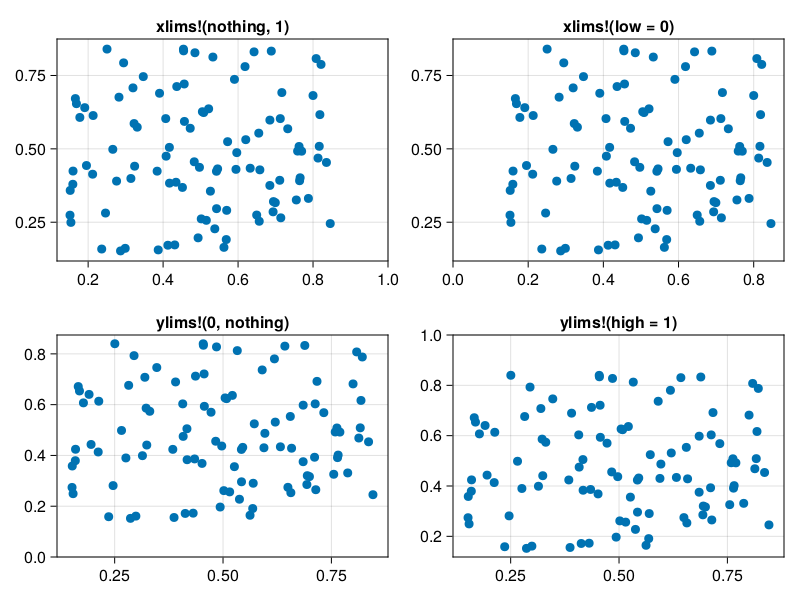 xlims!(nothing, 1)
0.75
0.50
0.25
0.2 0.4 0.6 0.8 1.0
xlims!(low = 0)
0.75
0.50
0.25
0.0 0.2 0.4 0.6 0.8
ylims!(0, nothing)
0.8
0.6
0.4
0.2
0.0
0.25 0.50 0.75
ylims!(high = 1)
1.0
0.8
0.6
0.4
0.2
0.25 0.50 0.75